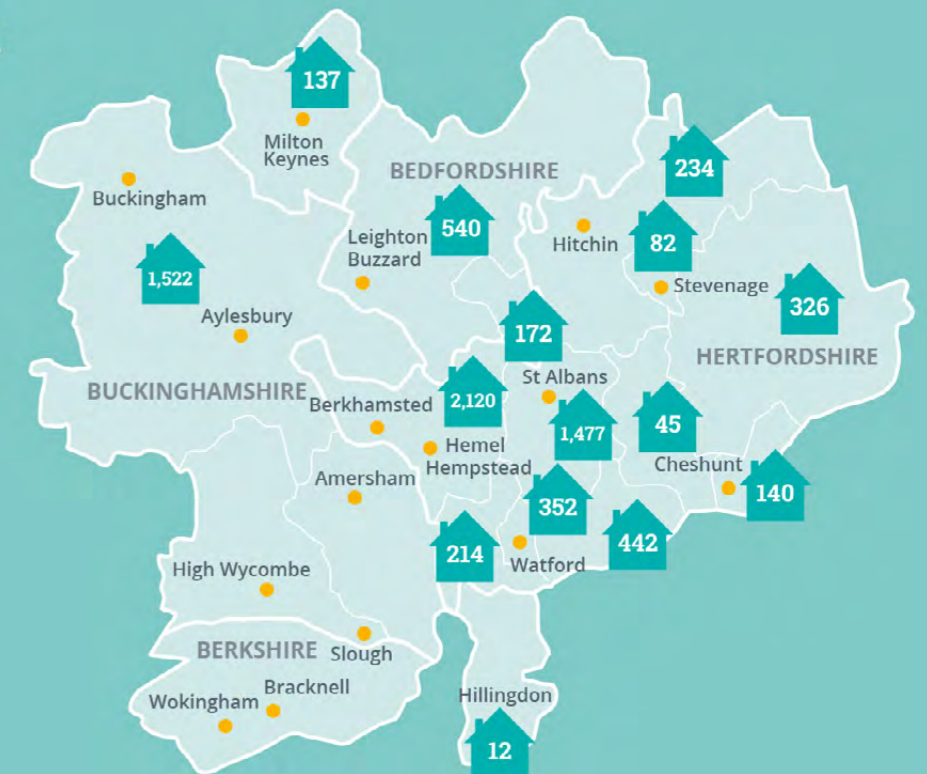 137
Milton
Keynes
BEDFORDSHIRE
234
Buckingham
540
Leighton
Buzzard
Hitchin
82
1,522
Stevenage
326
Aylesbury
172
HERTFORDSHIRE
St Albans
BUCKINGHAMSHIRE
2,120
Berkhamsted
1,477
45
Hemel
Hempstead
Cheshunt
Amersham
140
352
442
214
Watford
High Wycombe
BERKSHIRE
Slough
Bracknell
Wokingham
Hillingdon
12